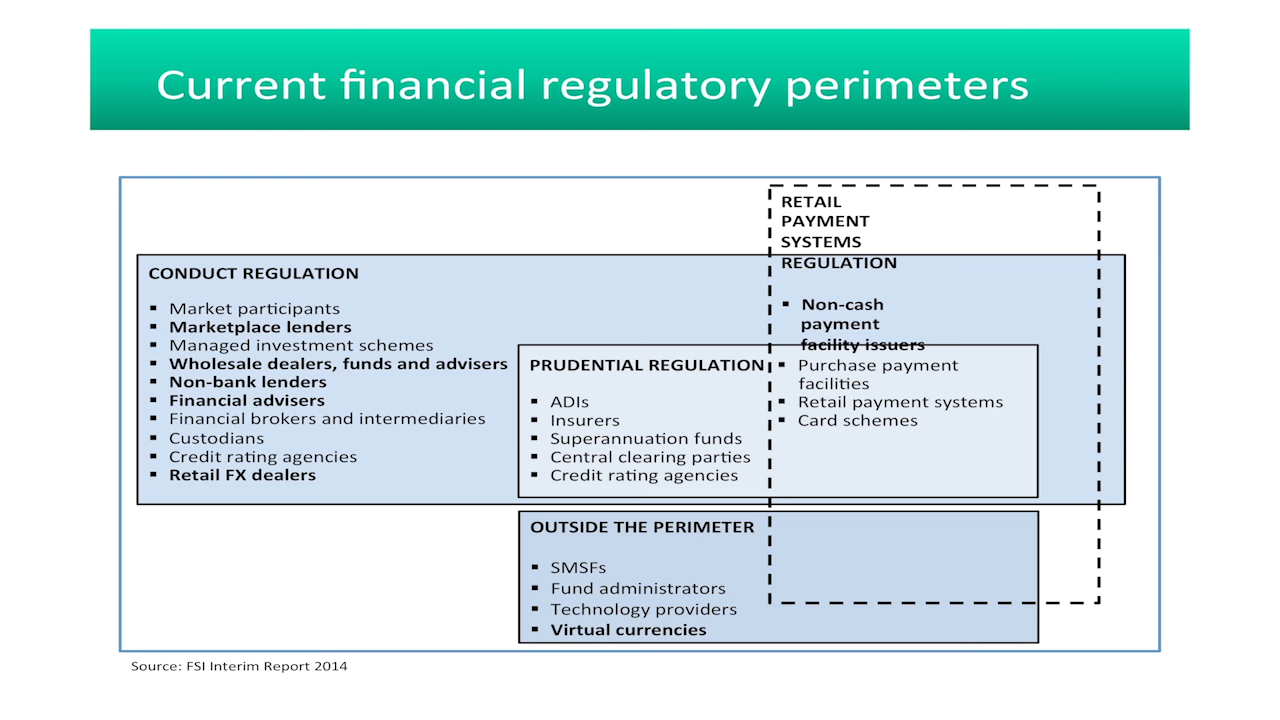 Current financial regulatory perimeters
RETAIL
PAYMENT
SYSTEMS
REGULATION
▪ Non-cash
payment
facility issuers
▪ Purchase payment
facilities
▪ Retail payment systems
▪ Card schemes
CONDUCT REGULATION
▪ Market participants
▪ Marketplace lenders
▪ Managed investment schemes
▪ Wholesale dealers, funds and advisers
▪ Non-bank lenders
▪ Financial advisers
▪ Financial brokers and intermediaries
▪ Custodians
▪ Credit rating agencies
▪ Retail FX dealers
PRUDENTIAL REGULATION
▪ ADIs
▪ Insurers
▪ Superannuation funds
▪ Central clearing parties
▪ Credit rating agencies
OUTSIDE THE PERIMETER
▪ SMSFs
▪ Fund administrators
▪ Technology providers
▪ Virtual currencies
Source: FSI Interim Report 2014